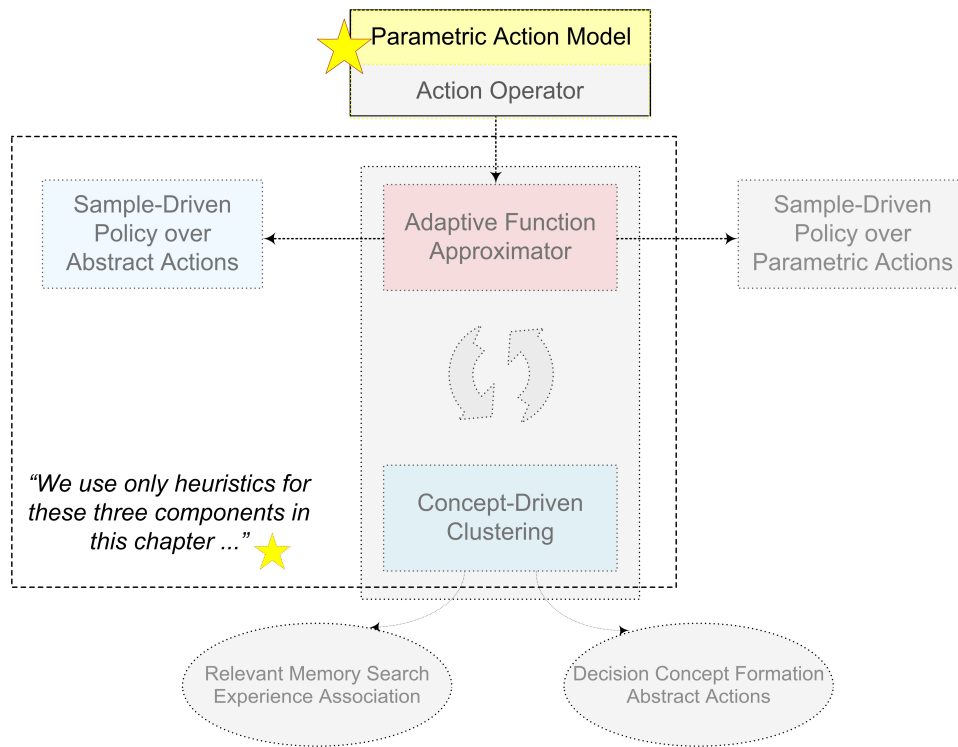 Parametric Action Model
Action Operator
Sample-Driven
Policy over
Abstract Actions
Adaptive Function
Approximator
Sample-Driven
Policy over
Parametric Actions
“We use only heuristics for
these three components in
this chapter ...”
Concept-Driven
Clustering
Relevant Memory Search
Experience Association
Decision Concept Formation
Abstract Actions